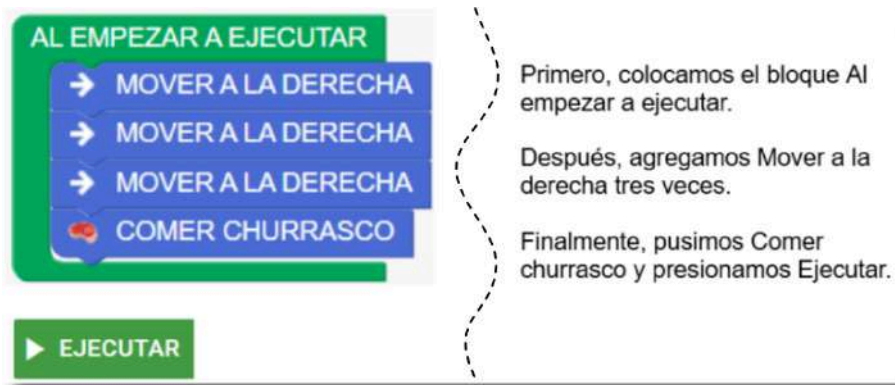 AL EMPEZAR A EJECUTAR
MOVER A LA DERECHA
MOVER A LA DERECHA
MOVER A LA DERECHA
COMER CHURRASCO
EJECUTAR
Primero, colocamos el bloque Al
empezar a ejecutar.
Después, agregamos Mover a la
derecha tres veces.
Finalmente, pusimos Comer
churrasco y presionamos Ejecutar.